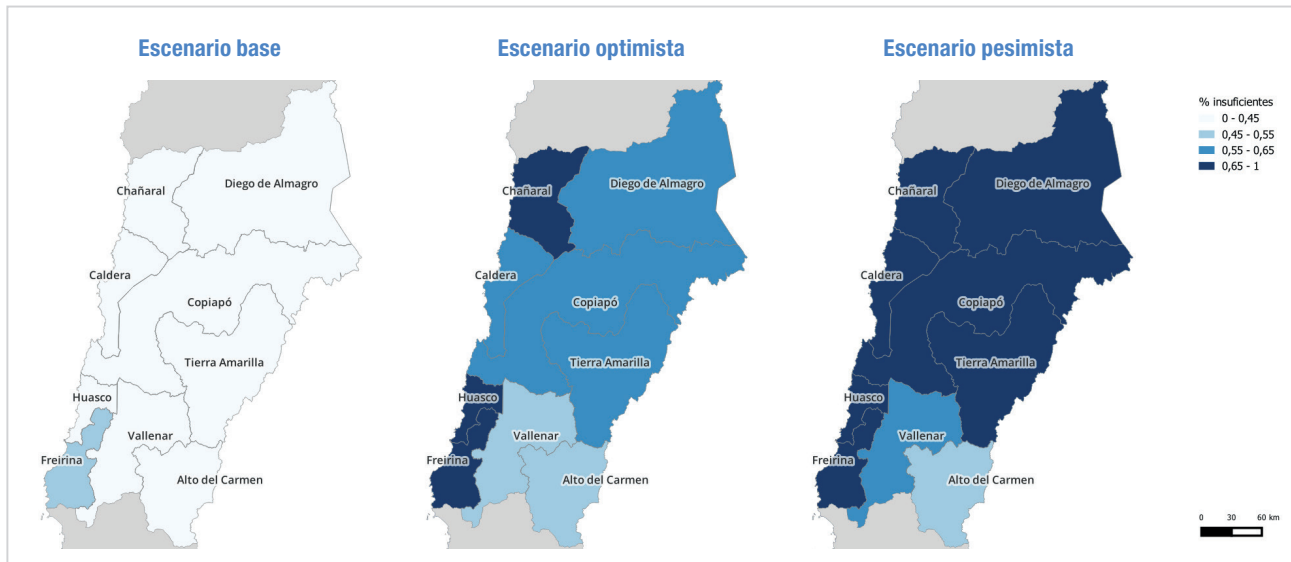 Escenario base
Escenario optimista
Escenario pesimista
Chañaral
Diego de Almagro
Caldera
Copiapó
Tierra Amarilla
Huasco
Vallenar
Freirina
Alto del Carmen
Chañaral
Diego de Almagro
Caldera
Copiapó
Tierra Amarilla
Huasco
Vallenar
Freirina
Alto del Carmen
Chañaral
Diego de Almagro
Caldera
Copiapó
Tierra Amarilla
Huasco
Vallenar
Freirina
Alto del Carmen
% insuficientes
0 - 0,45
0,45 - 0,55
0,55 - 0,65
0,65 - 1
0 30 60 km